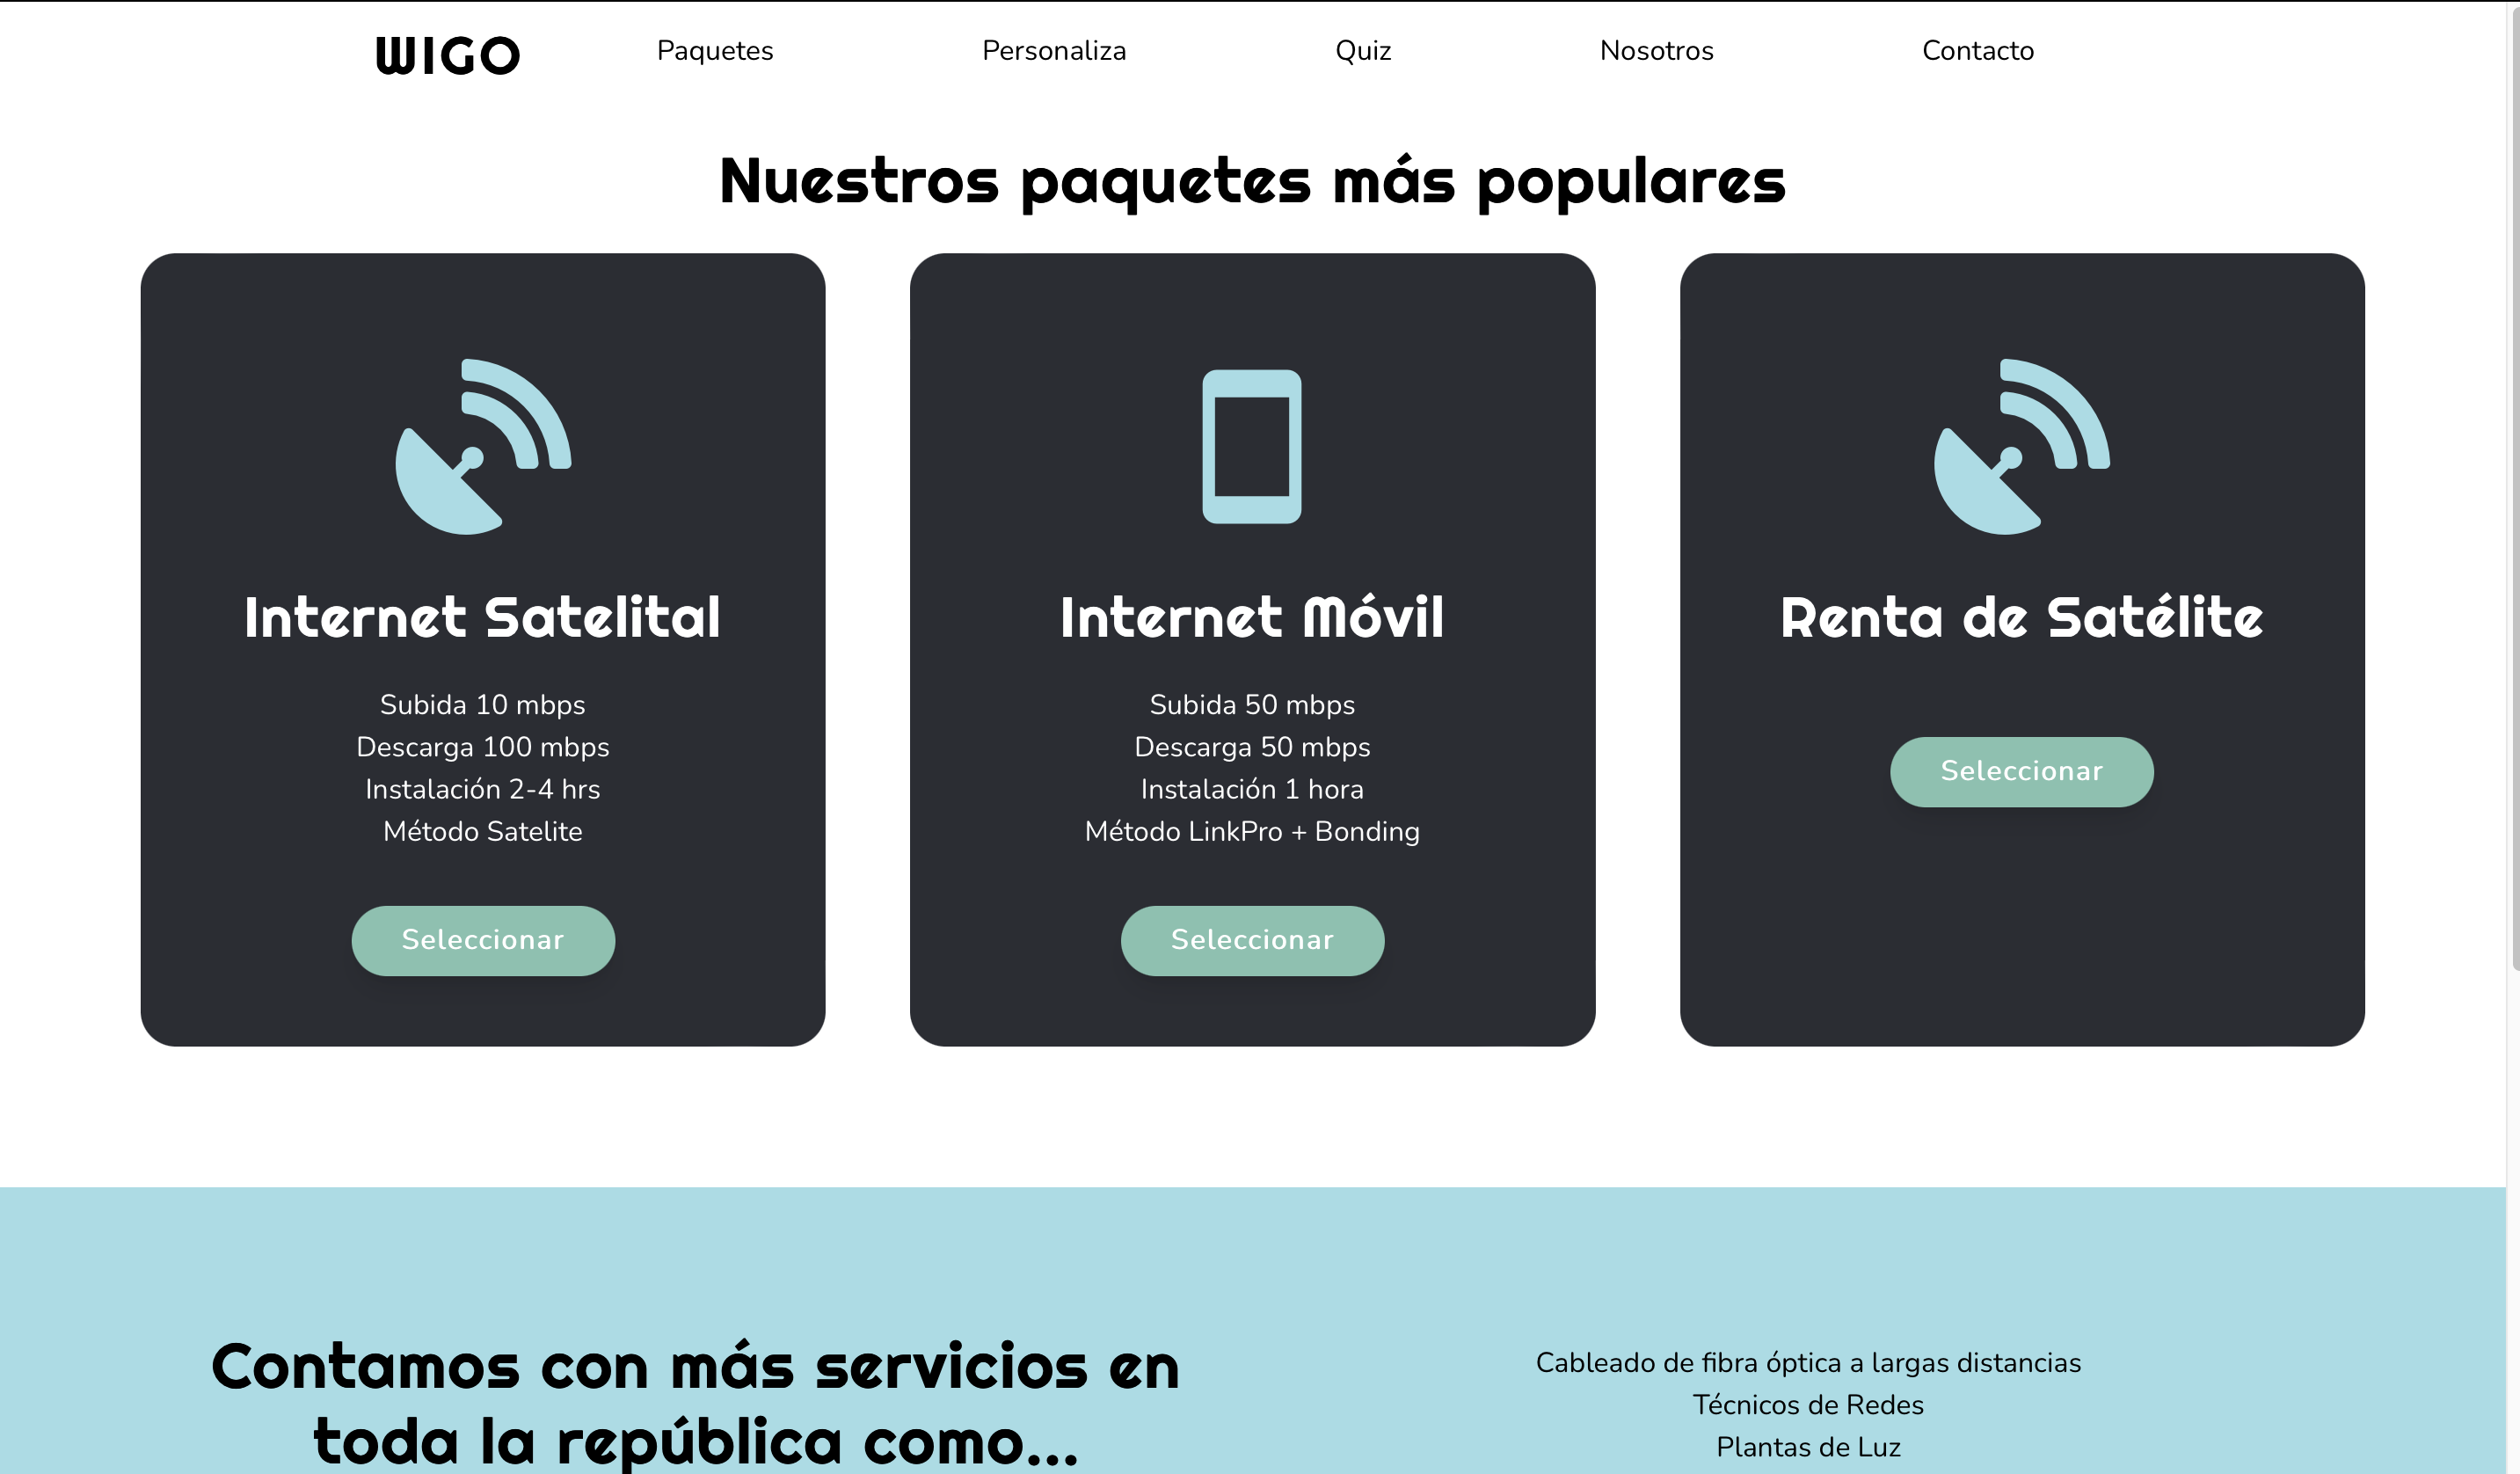 WIGO
Paquetes
Personaliza
Quiz
Nosotros
Contacto
Nuestros paquetes más populares
Internet Satelital
Subida 10 mbps
Descarga 100 mbps
Instalación 2-4 hrs
Método Satelite
Seleccionar
Internet Móvil
Subida 50 mbps
Descarga 50 mbps
Instalación 1 hora
Método LinkPro + Bonding
Seleccionar
Renta de Satélite
Seleccionar
Contamos con más servicios en
toda la república como...
Cableado de fibra óptica a largas distancias
Técnicos de Redes
Plantas de Luz